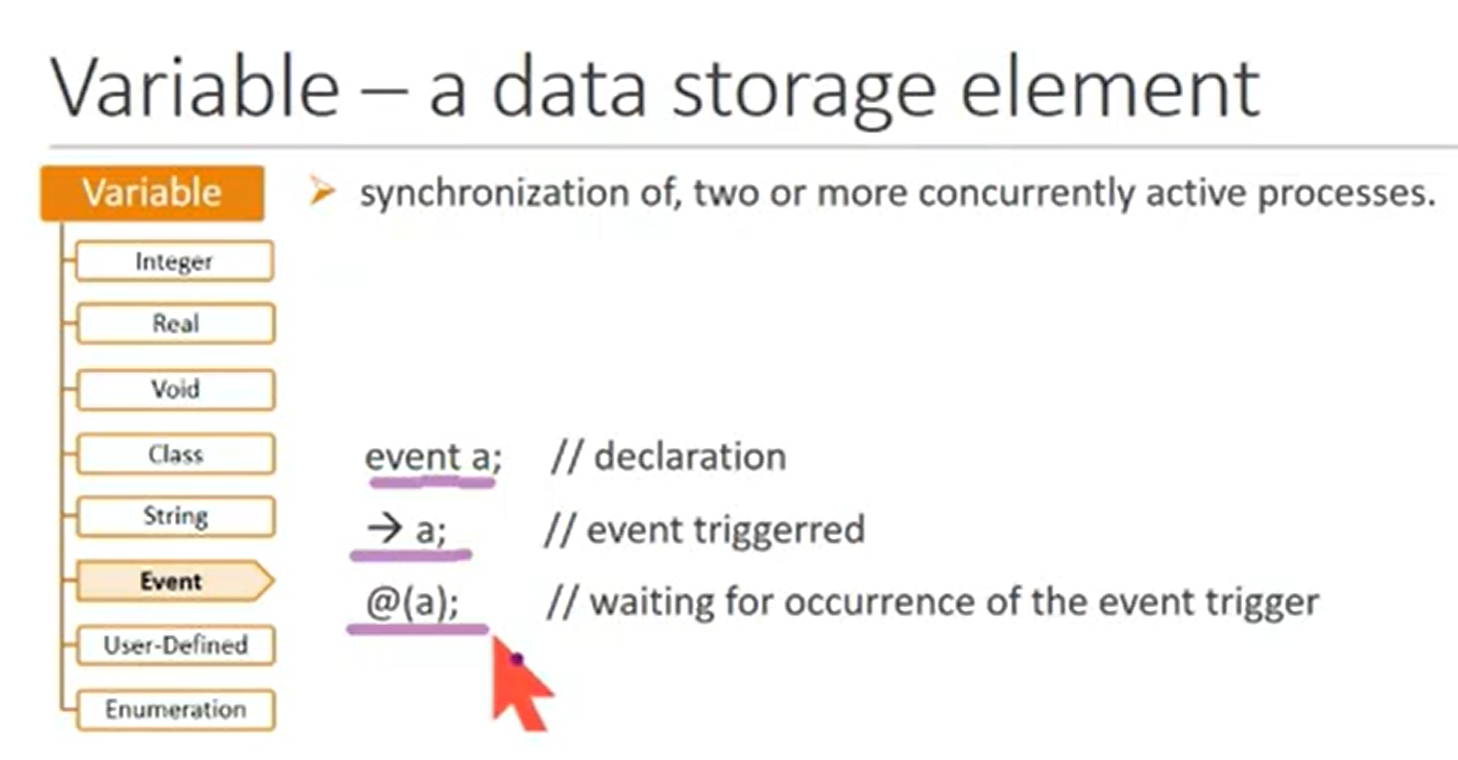 Variable – a data storage element
Variable
➢ synchronization of, two or more concurrently active processes.
Integer
Real
Void
Class
String
Event
User-Defined
Enumeration
event a; // declaration
→ a; // event triggerred
@(a); // waiting for occurrence of the event trigger